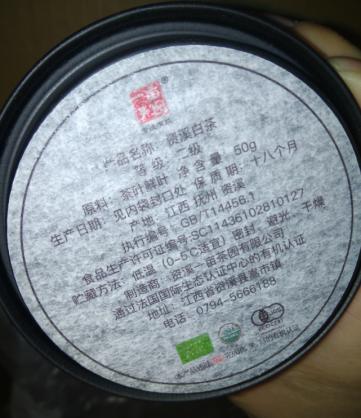 产品名称：资溪白茶
等 级：二级
原料：茶叶鲜叶 净 含 量：50g
生产日期：见内袋封口处 保 质 期：十八个月
产地：江西 抚州 资溪
执行编号：GB/T14456.1
食品生产许可证编号:SC11436102810127
贮藏方法：低温（0-5℃适宜）密封、避光、干燥
制造商：资溪一苗茶园有限公司
通过法国国际生态认证中心的有机认证
地址：江西省资溪县嵩市镇
电话：0794-5666188